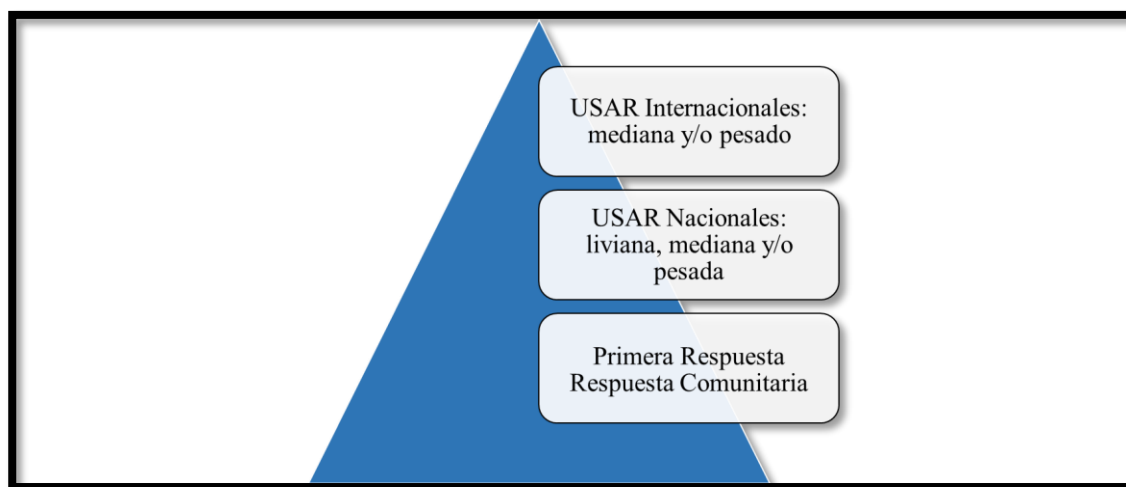 USAR Internacionales:
mediana y/o pesado
USAR Nacionales:
liviana, mediana y/o
pesada
Primera Respuesta
Respuesta Comunitaria